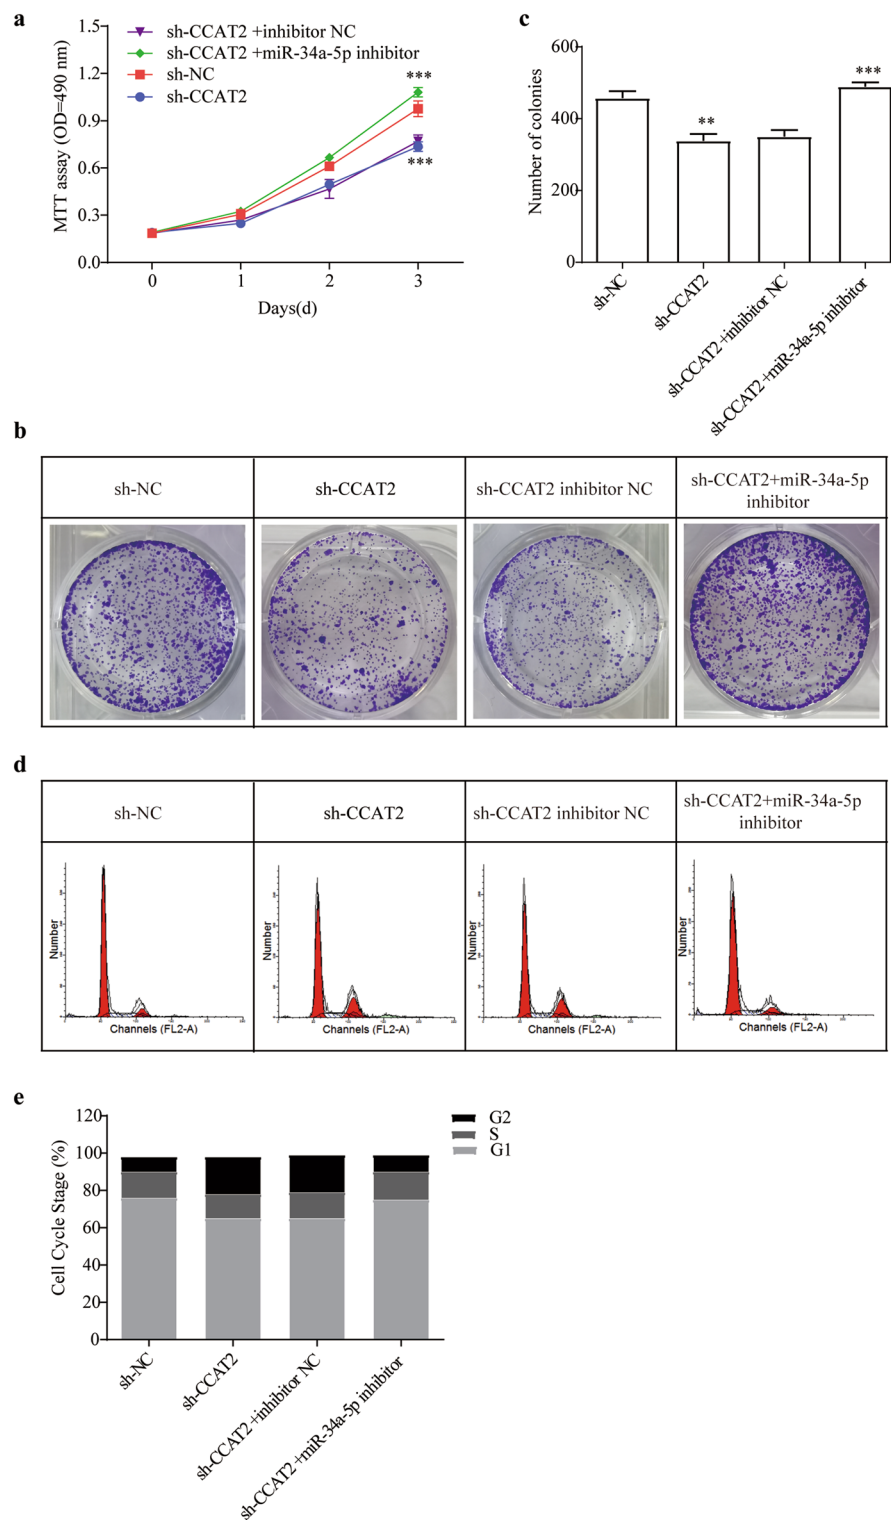 a
1.5
1.2
0.9
0.6
0.3
0.0
MTT assay (OD=490 nm)
sh-CCAT2 +inhibitor NC
sh-CCAT2 +miR-34a-5p inhibitor
sh-NC
sh-CCAT2
***
***
0 1 2 3
Days(d)
c
600
400
200
0
Number of colonies
**
***
sh-NC
sh-CCAT2
sh-CCAT2 +inhibitor NC
sh-CCAT2 +miR-34a-5p inhibitor
b
sh-NC
sh-CCAT2
sh-CCAT2 inhibitor NC
sh-CCAT2+miR-34a-5p
inhibitor
d
sh-NC
sh-CCAT2
sh-CCAT2 inhibitor NC
sh-CCAT2+miR-34a-5p
inhibitor
Number
Channels (FL2-A)
Number
Channels (FL2-A)
Number
Channels (FL2-A)
Number
Channels (FL2-A)
e
120
100
80
60
40
20
0
Cell Cycle Stage (%)
G2
S
G1
sh-NC
sh-CCAT2
sh-CCAT2 +inhibitor NC
sh-CCAT2 +miR-34a-5p inhibitor